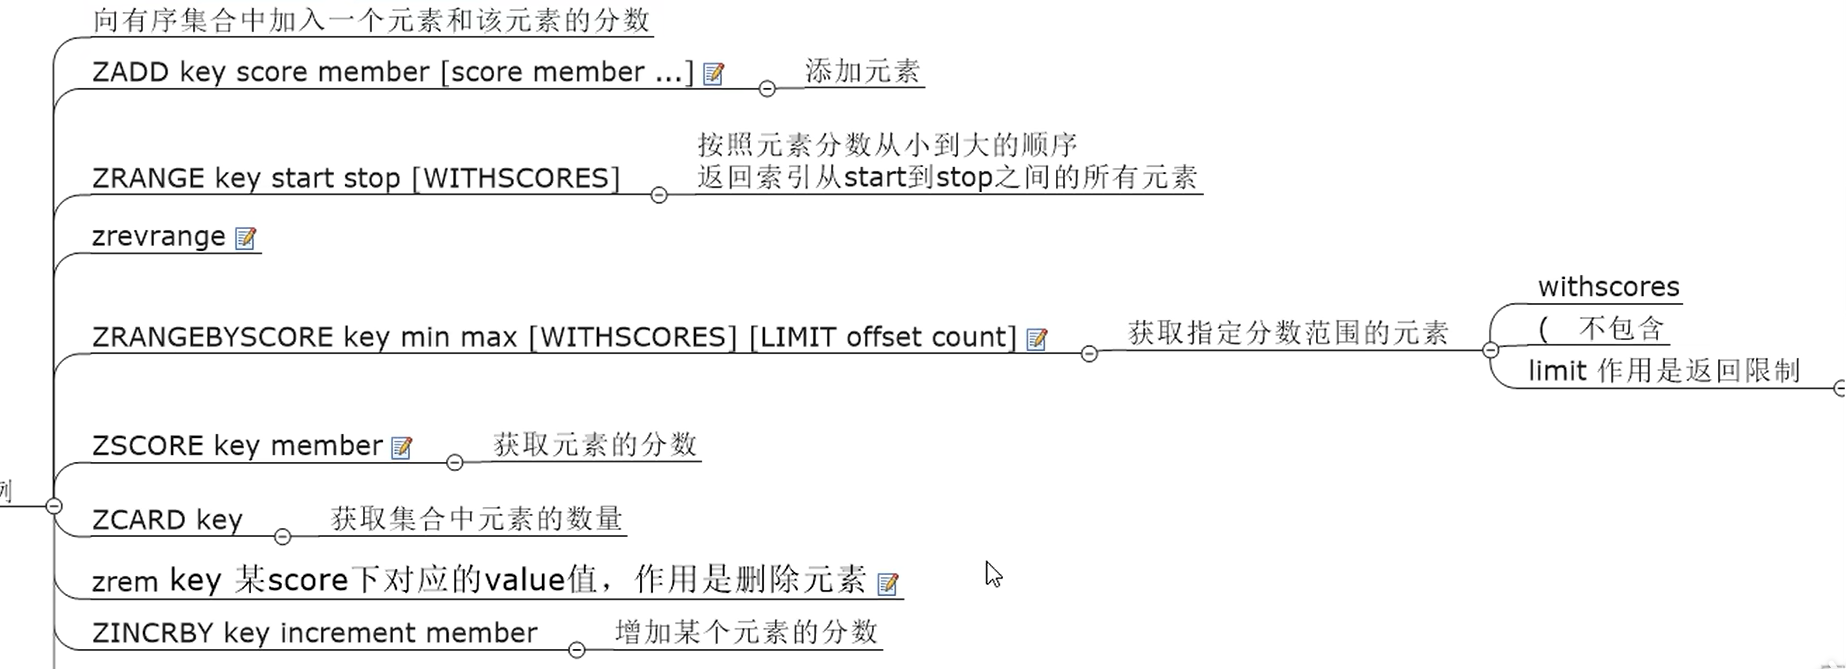 向有序集合中加入一个元素和该元素的分数
ZADD key score member [score member ...]
添加元素
ZRANGE key start stop [WITHSCORES]
按照元素分数从小到大的顺序
返回索引从start到stop之间的所有元素
zrevrange
ZRANGEBYSCORE key min max [WITHSCORES] [LIMIT offset count]
获取指定分数范围的元素
withscores
( 不包含
limit 作用是返回限制
ZSCORE key member
获取元素的分数
例
ZCARD key
获取集合中元素的数量
zrem key 某score下对应的value值，作用是删除元素
ZINCRBY key increment member
增加某个元素的分数